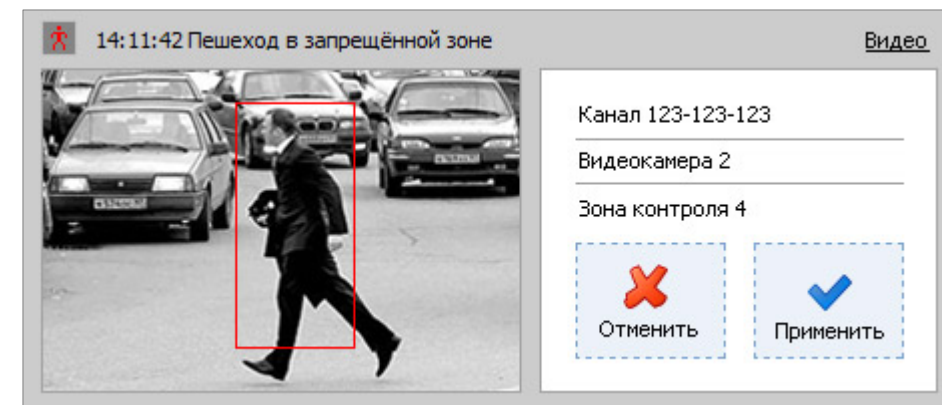 14:11:42 Пешеход в запрещённой зоне
Видео
Канал 123-123-123
Видеокамера 2
Зона контроля 4
Отменить
Применить